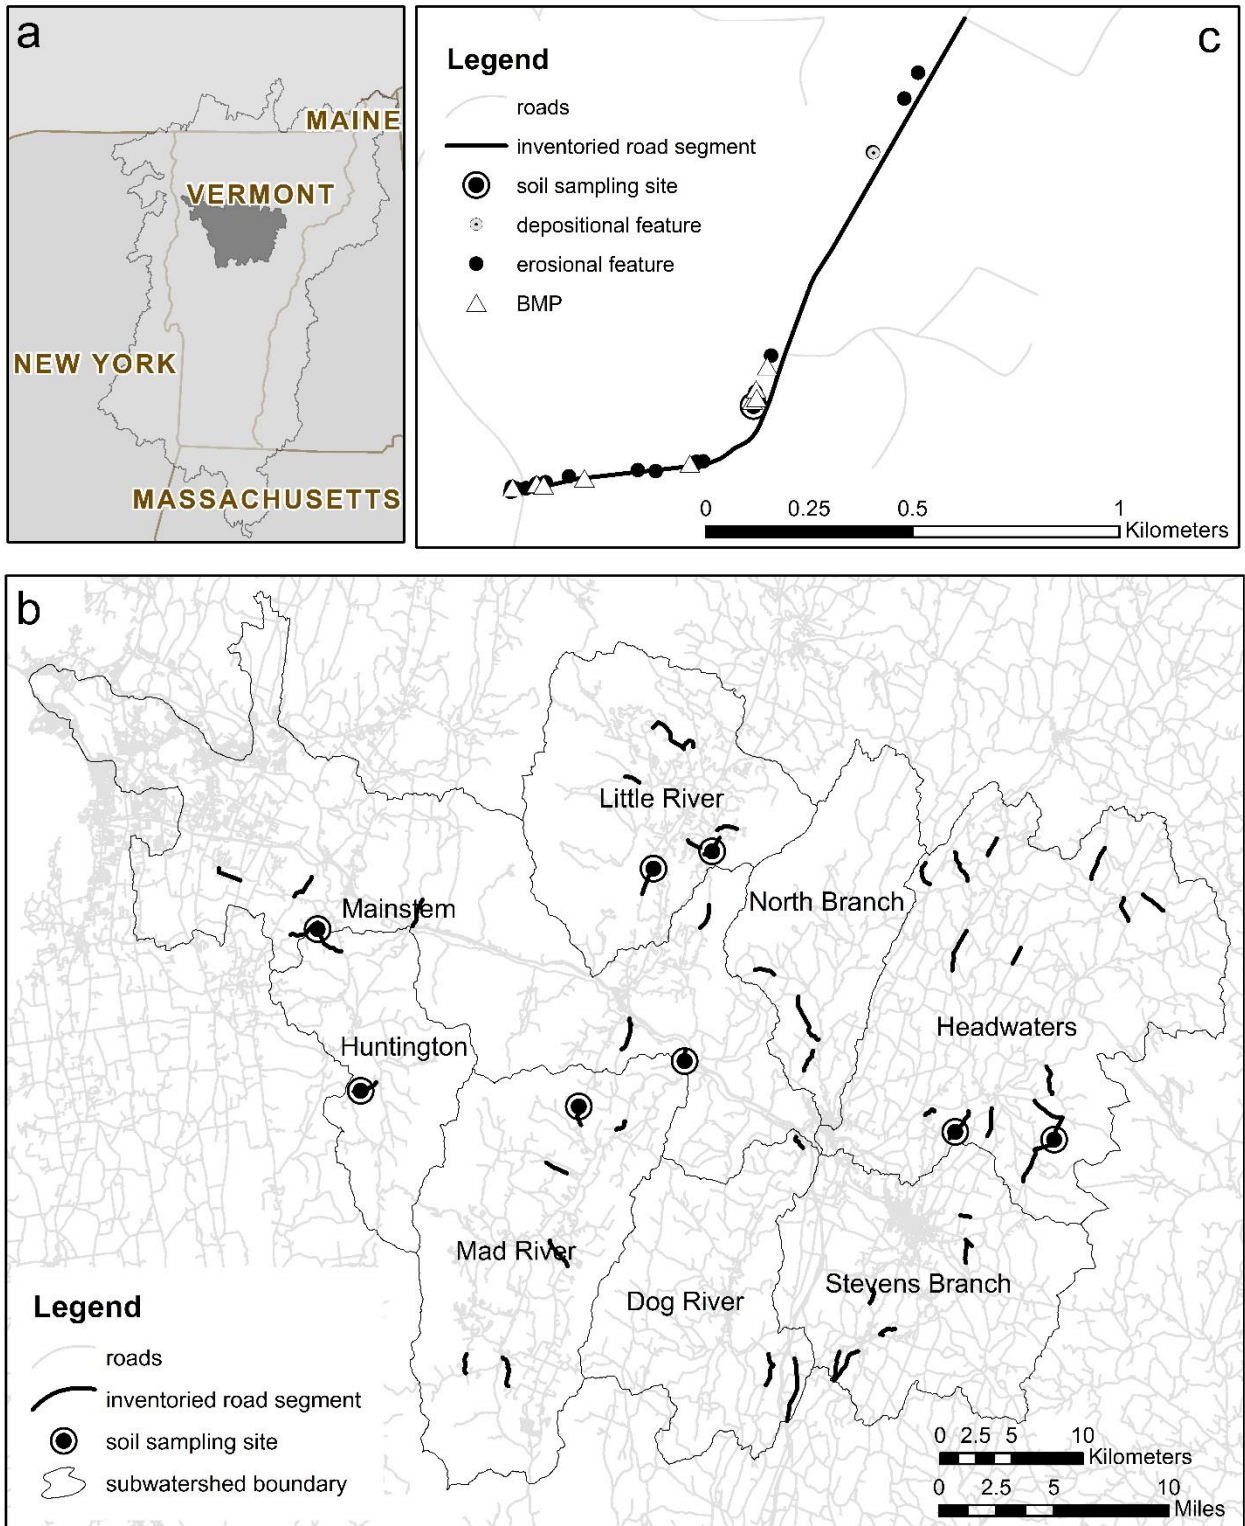 a
MAINE
VERMONT
NEW YORK
MASSACHUSETTS
c
Legend
roads
inventoried road segment
soil sampling site
depositional feature
erosional feature
BMP
0 0.25 0.5 1
Kilometers
b
Little River
North Branch
Mainstem
Headwaters
Huntington
Mad River
Stevens Branch
Dog River
Legend
roads
inventoried road segment
soil sampling site
subwatershed boundary
0 2.5 5 10
Kilometers
0 2.5 5 10
Miles